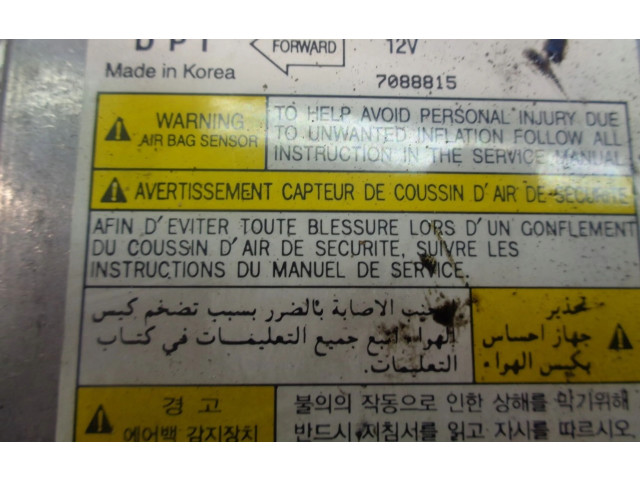 DPI FORWARD 12V
Made in Korea 7088815
WARNING
AIR BAG SENSOR
TO HELP AVOID PERSONAL INJURY DUE
TO UNWANTED INFLATION FOLLOW ALL
INSTRUCTION IN THE SERVICE MANUAL
AVERTISSEMENT CAPTEUR DE COUSSIN D'AIR DE SECURITE
AFIN D'EVITER TOUTE BLESSURE LORS D'UN GONFLEMENT
DU COUSSIN D'AIR DE SECURITE, SUIVRE LES
INSTRUCTIONS DU MANUEL DE SERVICE.
تحذير
جهاز احساس
بكيس الهواء
الاصابة بالضرر بسبب تضخم كيس
الهواء اتبع جميع التعليمات في كتاب
التعليمات.
경 고
에어백 감지장치
불의의 작동으로 인한 상해를 막기위해
반드시 지침서를 읽고 지시를 따르시오.